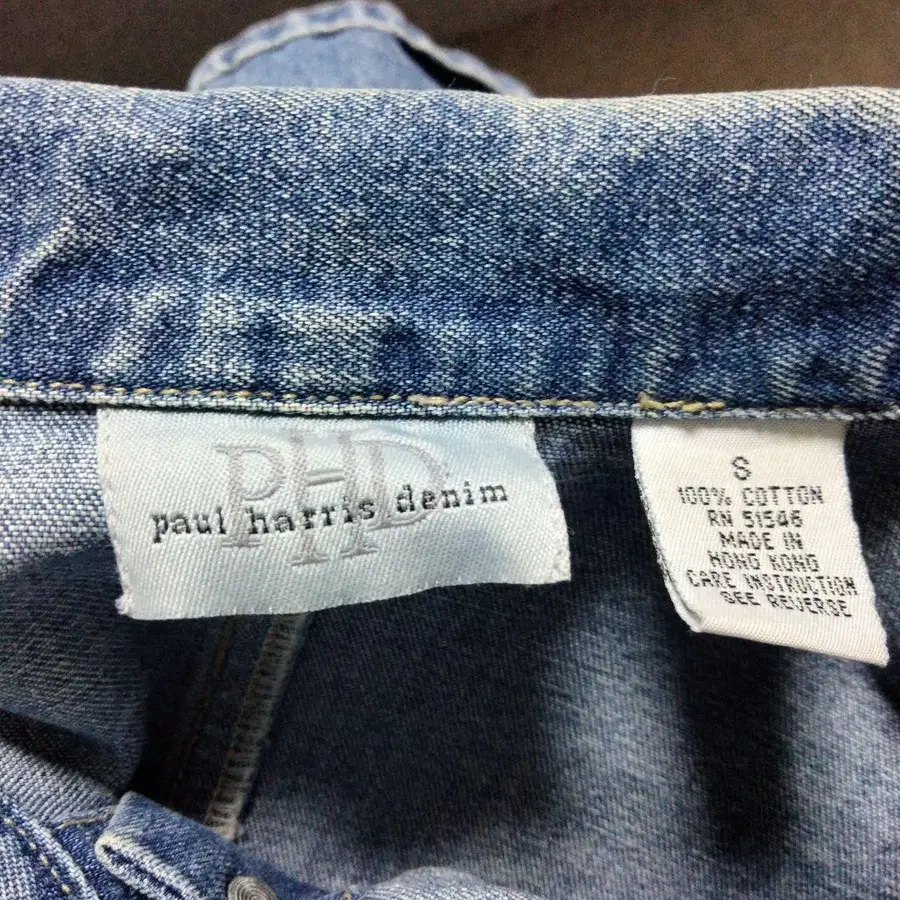 PHD
paul harris denim
S
100% COTTON
RN 51546
MADE IN
HONG KONG
CARE INSTRUCTION
SEE REVERSE